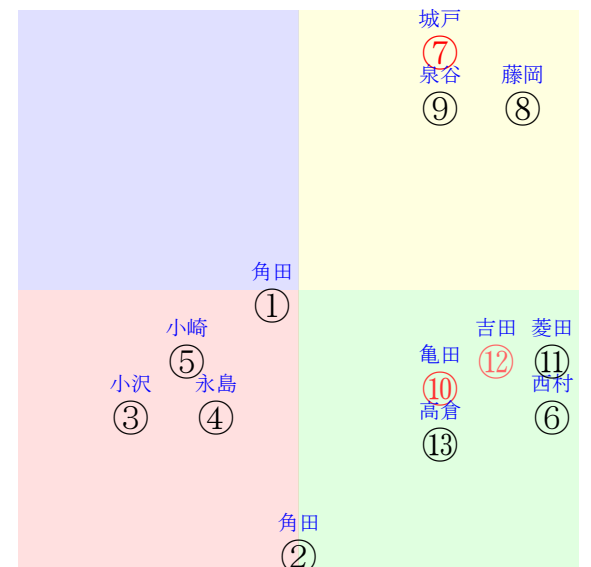 城戸
⑦
泉谷
⑨
藤岡
⑧
角田
①
小崎
⑤
小沢
③
永島
④
吉田
⑫
菱田
⑪
亀田
⑩
西村
⑥
高倉
⑬
角田
②